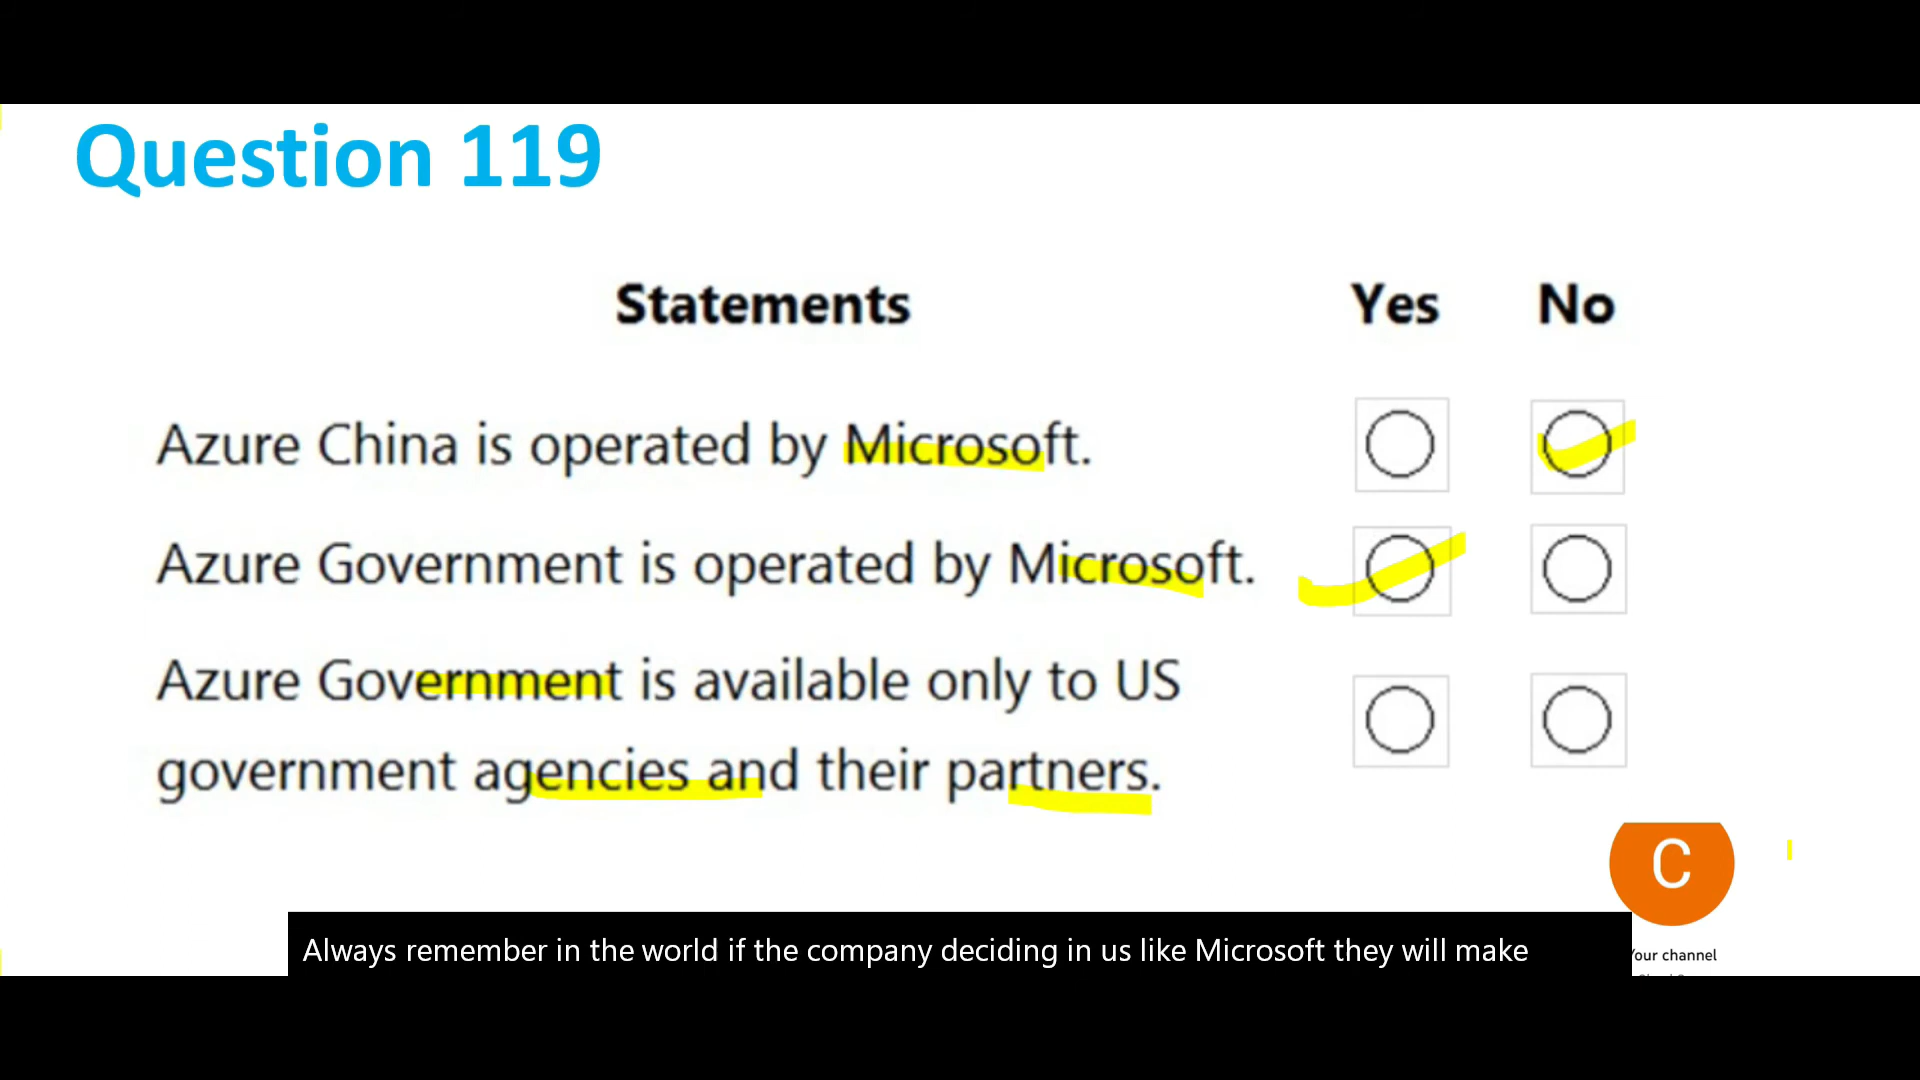 Question 119
Statements Yes No
Azure China is operated by Microsoft.
Azure Government is operated by Microsoft.
Azure Government is available only to US
government agencies and their partners.
C
Always remember in the world if the company deciding in us like Microsoft they will make
our channel